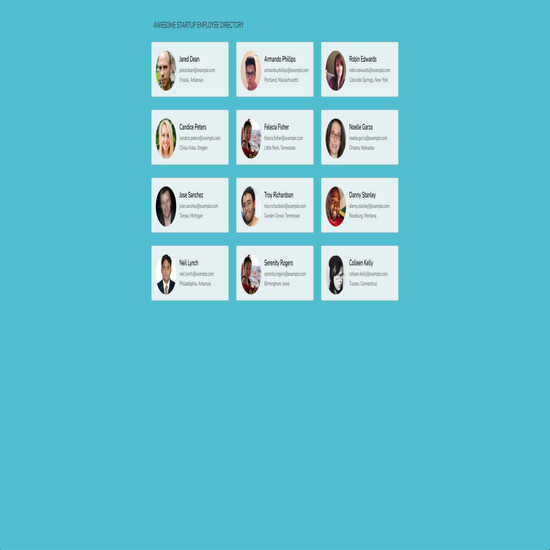 AWESOME STARTUP EMPLOYEE DIRECTORY
Jared Dean
jared.dean@example.com
Visalia, Arkansas
Armando Phillips
armando.phillips@example.com
Portland, Massachusetts
Robin Edwards
robin.edwards@example.com
Colorado Springs, New York
Candice Peters
candice.peters@example.com
Chula Vista, Oregon
Felecia Fisher
felecia.fisher@example.com
Little Rock, Tennessee
Noelle Garza
noelle.garza@example.com
Ontario, Nebraska
Jose Sanchez
jose.sanchez@example.com
Tampa, Michigan
Troy Richardson
troy.richardson@example.com
Garden Grove, Tennessee
Danny Stanley
danny.stanley@example.com
Roseburg, Montana
Neil Lynch
neil.lynch@example.com
Philadelphia, Arkansas
Serenity Rogers
serenity.rogers@example.com
Birmingham, Iowa
Colleen Kelly
colleen.kelly@example.com
Tucson, Connecticut